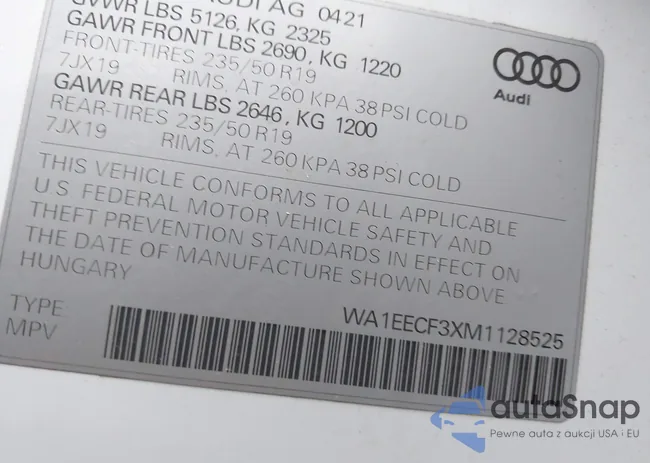 AUDI AG 0421
GVWR LBS 5126, KG 2325
GAWR FRONT LBS 2690, KG 1220
FRONT-TIRES 235/50 R19
7JX19 RIMS, AT 260 KPA 38 PSI COLD
GAWR REAR LBS 2646, KG 1200
REAR-TIRES 235/50 R19
7JX19 RIMS, AT 260 KPA 38 PSI COLD
Audi
THIS VEHICLE CONFORMS TO ALL APPLICABLE
U.S. FEDERAL MOTOR VEHICLE SAFETY AND
THEFT PREVENTION STANDARDS IN EFFECT ON
THE DATE OF MANUFACTURE SHOWN ABOVE
HUNGARY
WA1EECF3XM1128525
TYPE
MPV
autaSnap
Pewne auta z aukcji USA i EU